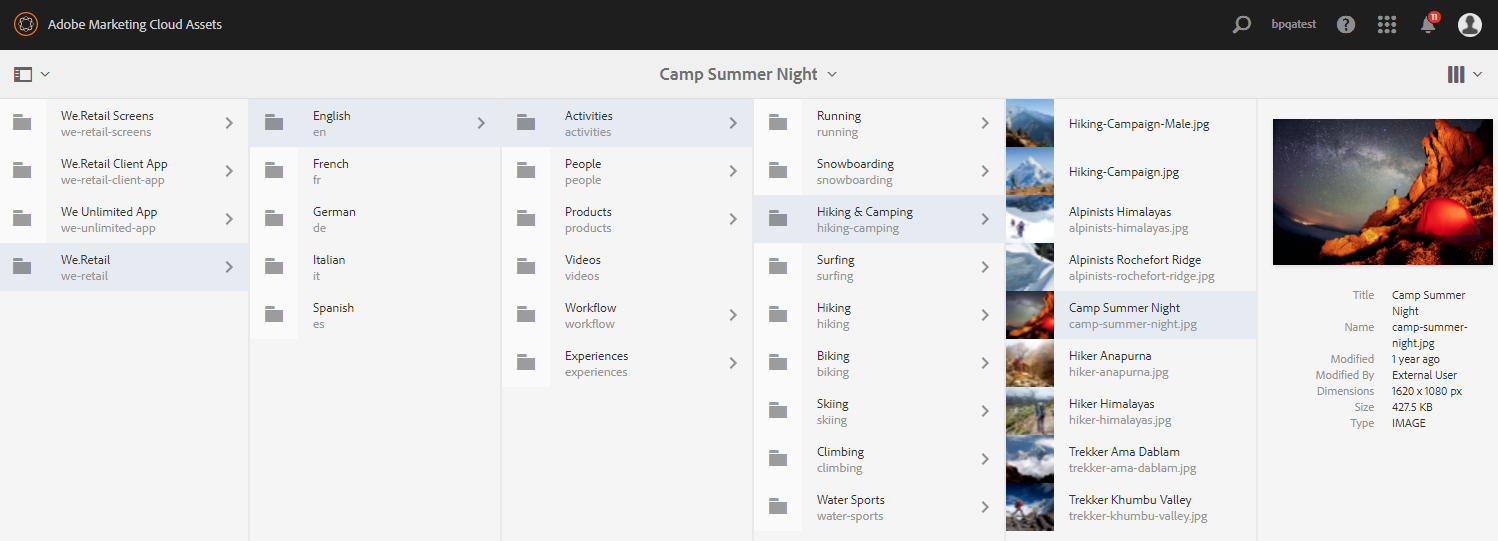 Adobe Marketing Cloud Assets
bpqatest
11
Camp Summer Night
We.Retail Screens
we-retail-screens
We.Retail Client App
we-retail-client-app
We Unlimited App
we-unlimited-app
We.Retail
we-retail
English
en
French
fr
German
de
Italian
it
Spanish
es
Activities
activities
People
people
Products
products
Videos
videos
Workflow
workflow
Experiences
experiences
Running
running
Snowboarding
snowboarding
Hiking & Camping
hiking-camping
Surfing
surfing
Hiking
hiking
Biking
biking
Skiing
skiing
Climbing
climbing
Water Sports
water-sports
Hiking-Campaign-Male.jpg
Hiking-Campaign.jpg
Alpinists Himalayas
alpinists-himalayas.jpg
Alpinists Rochefort Ridge
alpinists-rochefort-ridge.jpg
Camp Summer Night
camp-summer-night.jpg
Hiker Anapurna
hiker-anapurna.jpg
Hiker Himalayas
hiker-himalayas.jpg
Trekker Ama Dablam
trekker-ama-dablam.jpg
Trekker Khumbu Valley
trekker-khumbu-valley.jpg
Title Camp Summer
Night
Name camp-summer-
night.jpg
Modified 1 year ago
Modified By External User
Dimensions 1620 x 1080 px
Size 427.5 KB
Type IMAGE